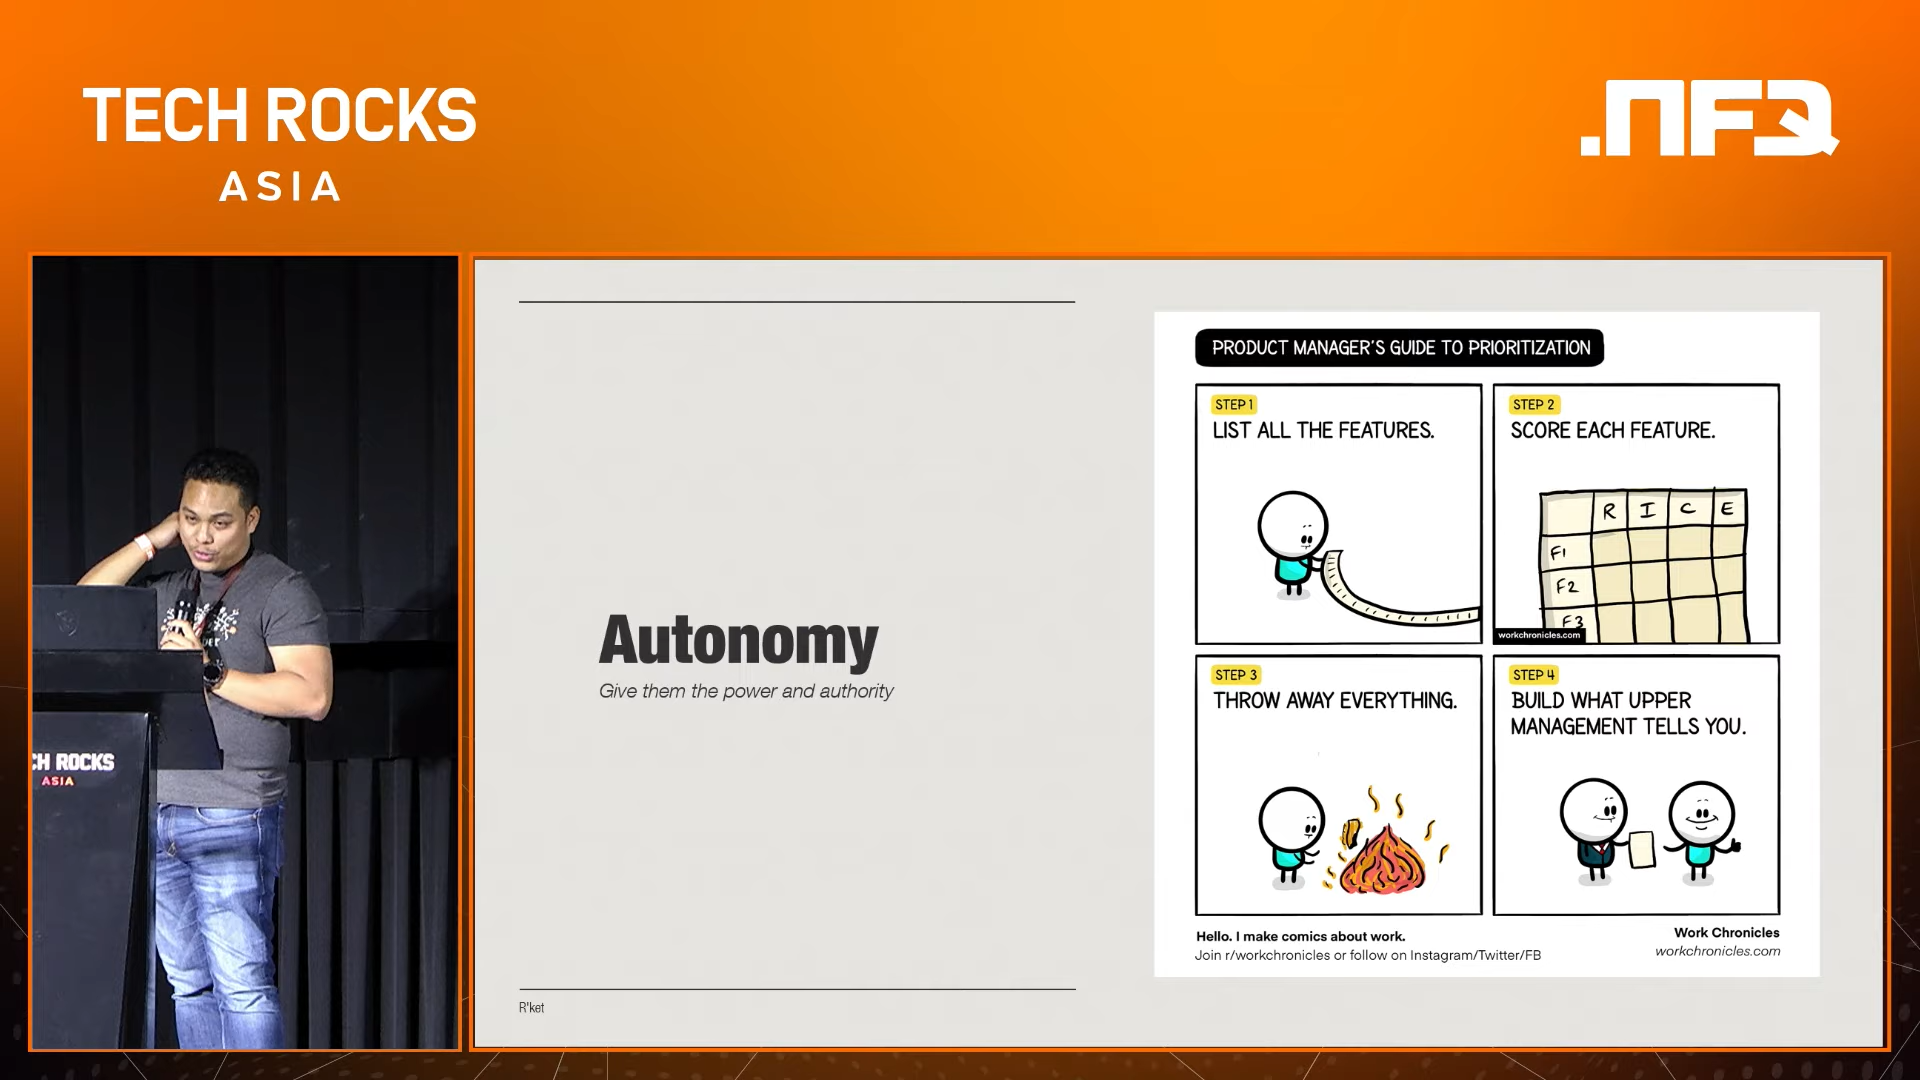 TECH ROCKS
ASIA
.NFQ
CH ROCKS
ASIA
Autonomy
Give them the power and authority
R'ket
PRODUCT MANAGER'S GUIDE TO PRIORITIZATION
STEP 1
LIST ALL THE FEATURES.
STEP 2
SCORE EACH FEATURE.
R I C E
F1
F2
F3
workchronicles.com
STEP 3
THROW AWAY EVERYTHING.
STEP 4
BUILD WHAT UPPER
MANAGEMENT TELLS YOU.
Hello. I make comics about work.
Join r/workchronicles or follow on Instagram/Twitter/FB
Work Chronicles
workchronicles.com